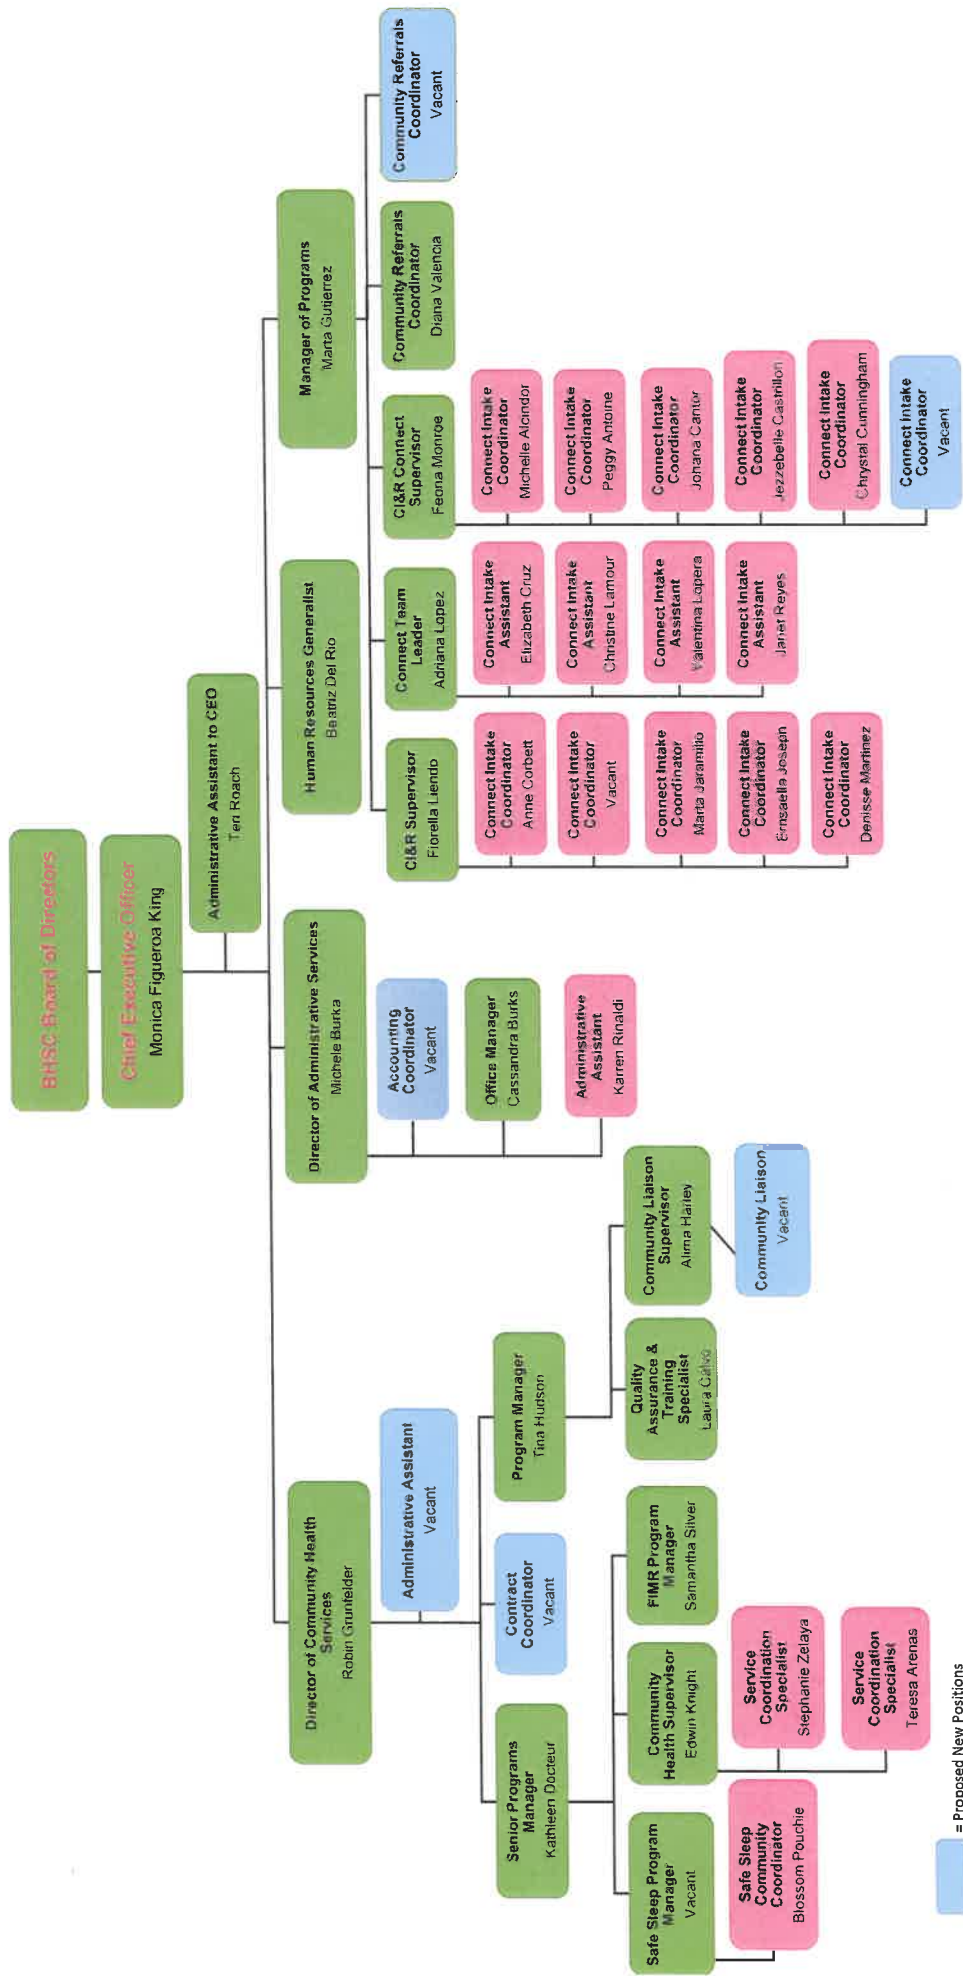 BHSC Board of Directors
Chief Executive Officer
Monica Figueroa King
Administrative Assistant to CEO
Teri Roach
Director of Community Health
Services
Robin Grunfelder
Director of Administrative Services
Michele Burka
Human Resources Generalist
Beatriz Del Rio
Manager of Programs
Marta Gutierrez
Administrative Assistant
Vacant
Senior Programs
Manager
Kathleen Docteur
Contract
Coordinator
Vacant
Program Manager
Tina Hudson
Safe Sleep Program
Manager
Vacant
Safe Sleep
Community
Coordinator
Blossom Pouchie
Community
Health Supervisor
Edwin Knight
Service
Coordination
Specialist
Stephanie Zelaya
Service
Coordination
Specialist
Teresa Arenas
FIMR Program
Manager
Samantha Silver
Quality
Assurance &
Training
Specialist
Laura Calvo
Community Liaison
Supervisor
Alima Harley
Community Liaison
Vacant
Accounting
Coordinator
Vacant
Office Manager
Cassandra Burks
Administrative
Assistant
Karren Rinaldi
CI&R Supervisor
Fiorella Liendo
Connect Intake
Coordinator
Anne Corbett
Connect Intake
Coordinator
Vacant
Connect Intake
Coordinator
Marta Jaramillo
Connect Intake
Coordinator
Ernsaella Joseph
Connect Intake
Coordinator
Denisse Martinez
Connect Team
Leader
Adriana Lopez
Connect Intake
Assistant
Elizabeth Cruz
Connect Intake
Assistant
Christine Lamour
Connect Intake
Assistant
Valentina Lopera
Connect Intake
Assistant
Janet Reyes
CI&R Connect
Supervisor
Feona Monroe
Connect Intake
Coordinator
Michelle Alcindor
Connect Intake
Coordinator
Peggy Antoine
Connect Intake
Coordinator
Johana Cantor
Connect Intake
Coordinator
Jezzebelle Castrillon
Connect Intake
Coordinator
Chrystal Cunningham
Connect Intake
Coordinator
Vacant
Community Referrals
Coordinator
Diana Valencia
Community Referrals
Coordinator
Vacant
= Proposed New Positions